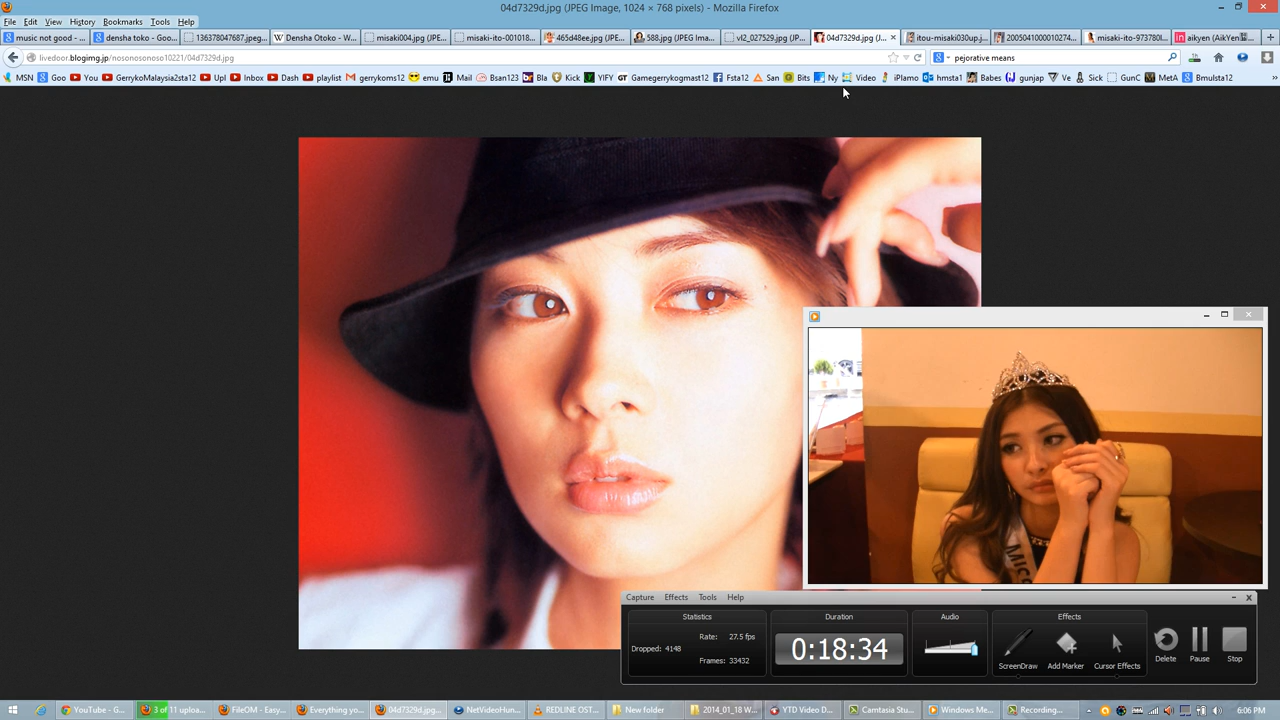 04d7329d.jpg (JPEG Image, 1024 × 768 pixels) - Mozilla Firefox
File Edit View History Bookmarks Tools Help
music not good - ... densha toko - Goo... 136378047687.jpeg... Densha Otoko - W... misaki004.jpg (JPE... misaki-ito-001018... 465d48ee.jpg (JPE... 588.jpg (JPEG Ima... vl2_027529.jpg (JP... 04d7329d.jpg (J... itou-misaki030up.j... 2005041000010274... misaki-ito-973780l... aikyen (AikYen
livedoor.blogimg.jp/nosonosonoso10221/04d7329d.jpg pejorative means
MSN Goo You GerrykoMalaysia2sta12 Upl Inbox Dash playlist gerrykoms12 emu Mail Bsan123 Bla Kick YIFY GT Gamegerrykogmast12 Fsta12 San Bits Ny Video iPlamo hmsta1 Babes gunjap Ve Sick GunC MetA Bmulsta12
MISS
Capture Effects Tools Help
Statistics Duration Audio Effects
Rate: 27.5 fps
Dropped: 4148
Frames: 33432
0:18:34
ScreenDraw Add Marker Cursor Effects Delete Pause Stop
YouTube - G... 3 of 11 uploa... FileOM - Easy... Everything yo... 04d7329d.jpg... NetVideoHun... REDLINE OST... New folder 2014_01_18 W... YTD Video D... Camtasia Stu... Windows Me... Recording... 6:06 PM